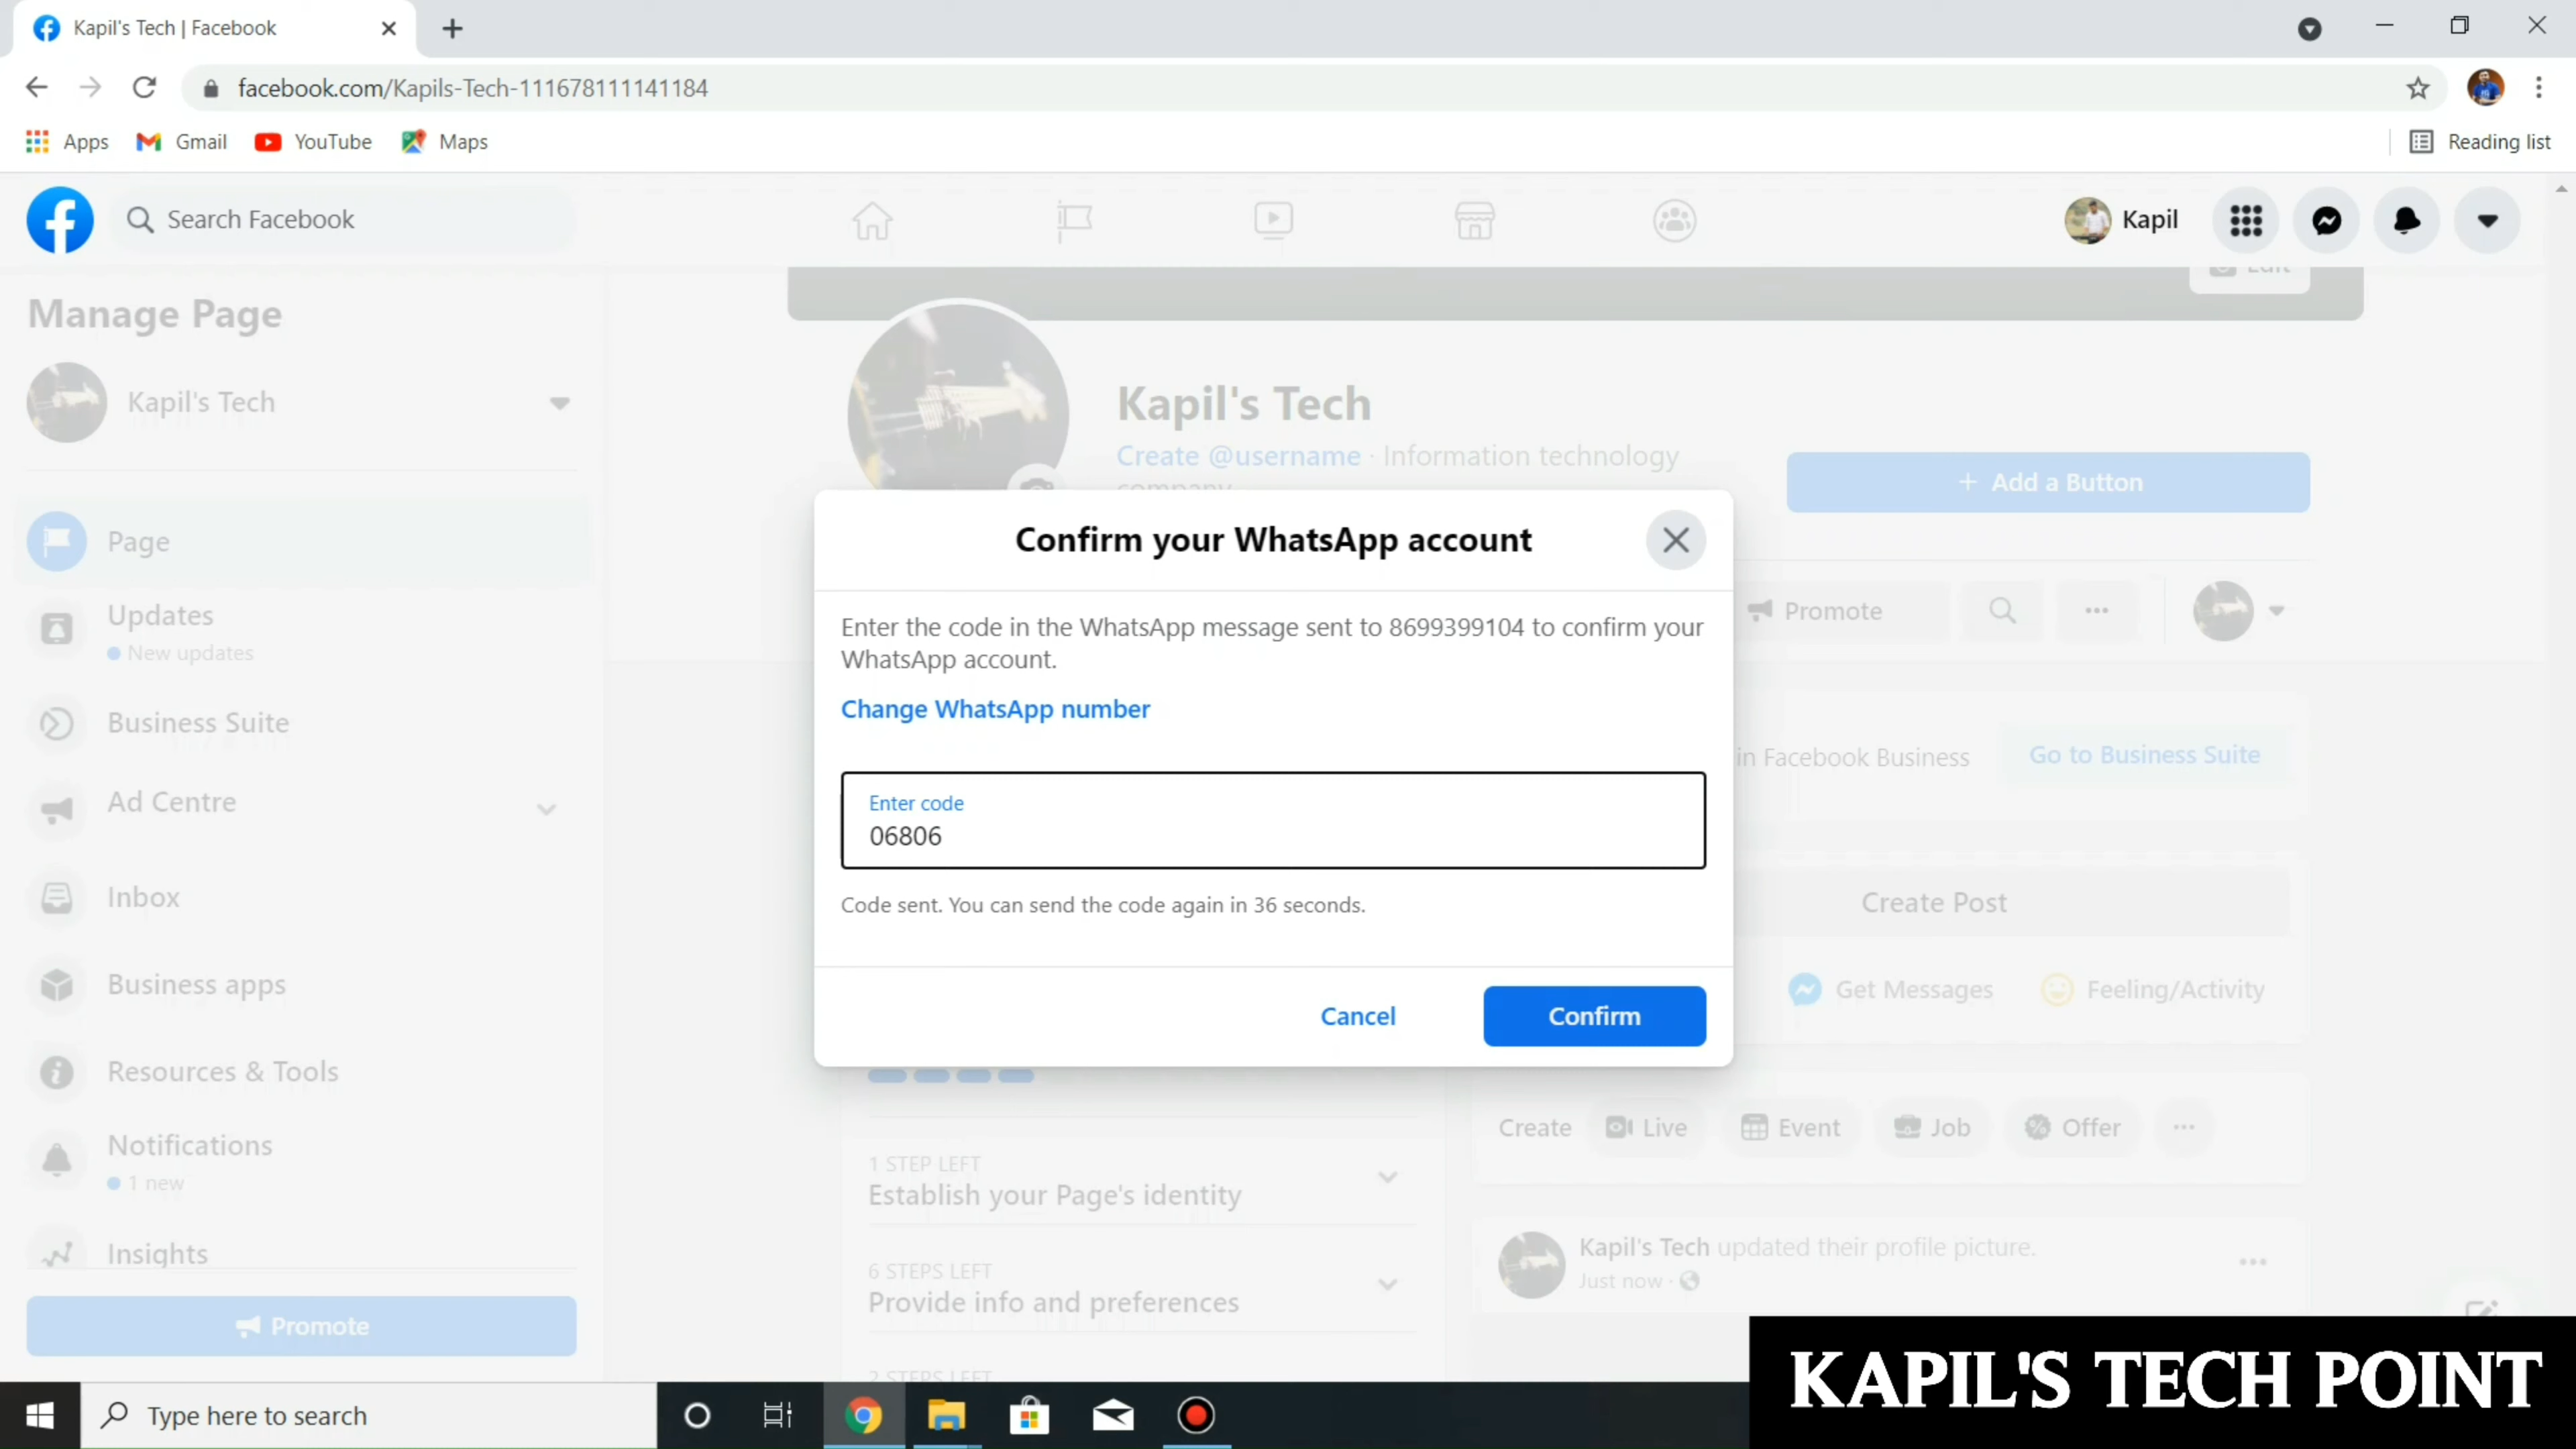 Kapil's Tech | Facebook
facebook.com/Kapils-Tech-111678111141184
Apps
Gmail
YouTube
Maps
Reading list
Search Facebook
Kapil
Edit
Manage Page
Kapil's Tech
Page
Updates
New updates
Business Suite
Ad Centre
Inbox
Business apps
Resources & Tools
Notifications
1 new
Insights
Promote
Kapil's Tech
Create @username · Information technology
company
+ Add a Button
Promote
Confirm your WhatsApp account
Enter the code in the WhatsApp message sent to 8699399104 to confirm your
WhatsApp account.
Change WhatsApp number
Enter code
06806
Code sent. You can send the code again in 36 seconds.
Cancel
Confirm
in Facebook Business
Go to Business Suite
Create Post
Get Messages
Feeling/Activity
1 STEP LEFT
Establish your Page's identity
6 STEPS LEFT
Provide info and preferences
2 STEPS LEFT
Create
Live
Event
Job
Offer
Kapil's Tech updated their profile picture.
Just now ·
Type here to search
KAPIL'S TECH POINT